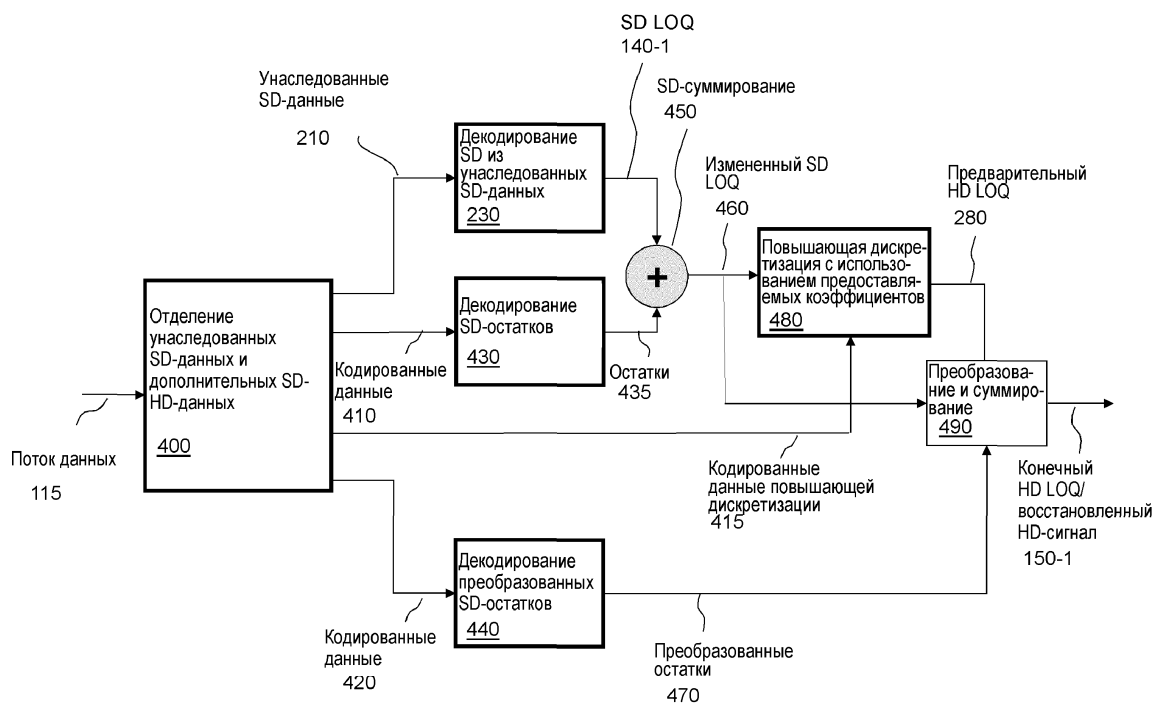 SD LOQ
140-1
Унаследованные
SD-данные
210
SD-суммирование
450
Декодирование
SD из
унаследованных
SD-данных
230
Измененный SD
LOQ
460
Предварительный
HD LOQ
280
+
Повышающая дискре-
тизация с использо-
ванием предоставля-
емых коэффициентов
480
Отделение
унаследованных
SD-данных и
дополнительных SD-
HD-данных
400
Декодирование
SD-остатков
430
Кодированные
данные
410
Остатки
435
Преобразова-
ние и суммиро-
вание
490
Поток данных
115
Кодированные
данные повышающей
дискретизации
415
Конечный
HD LOQ/
восстановленный
HD-сигнал
150-1
Декодирование
преобразованных
SD-остатков
440
Кодированные
данные
420
Преобразованные
остатки
470